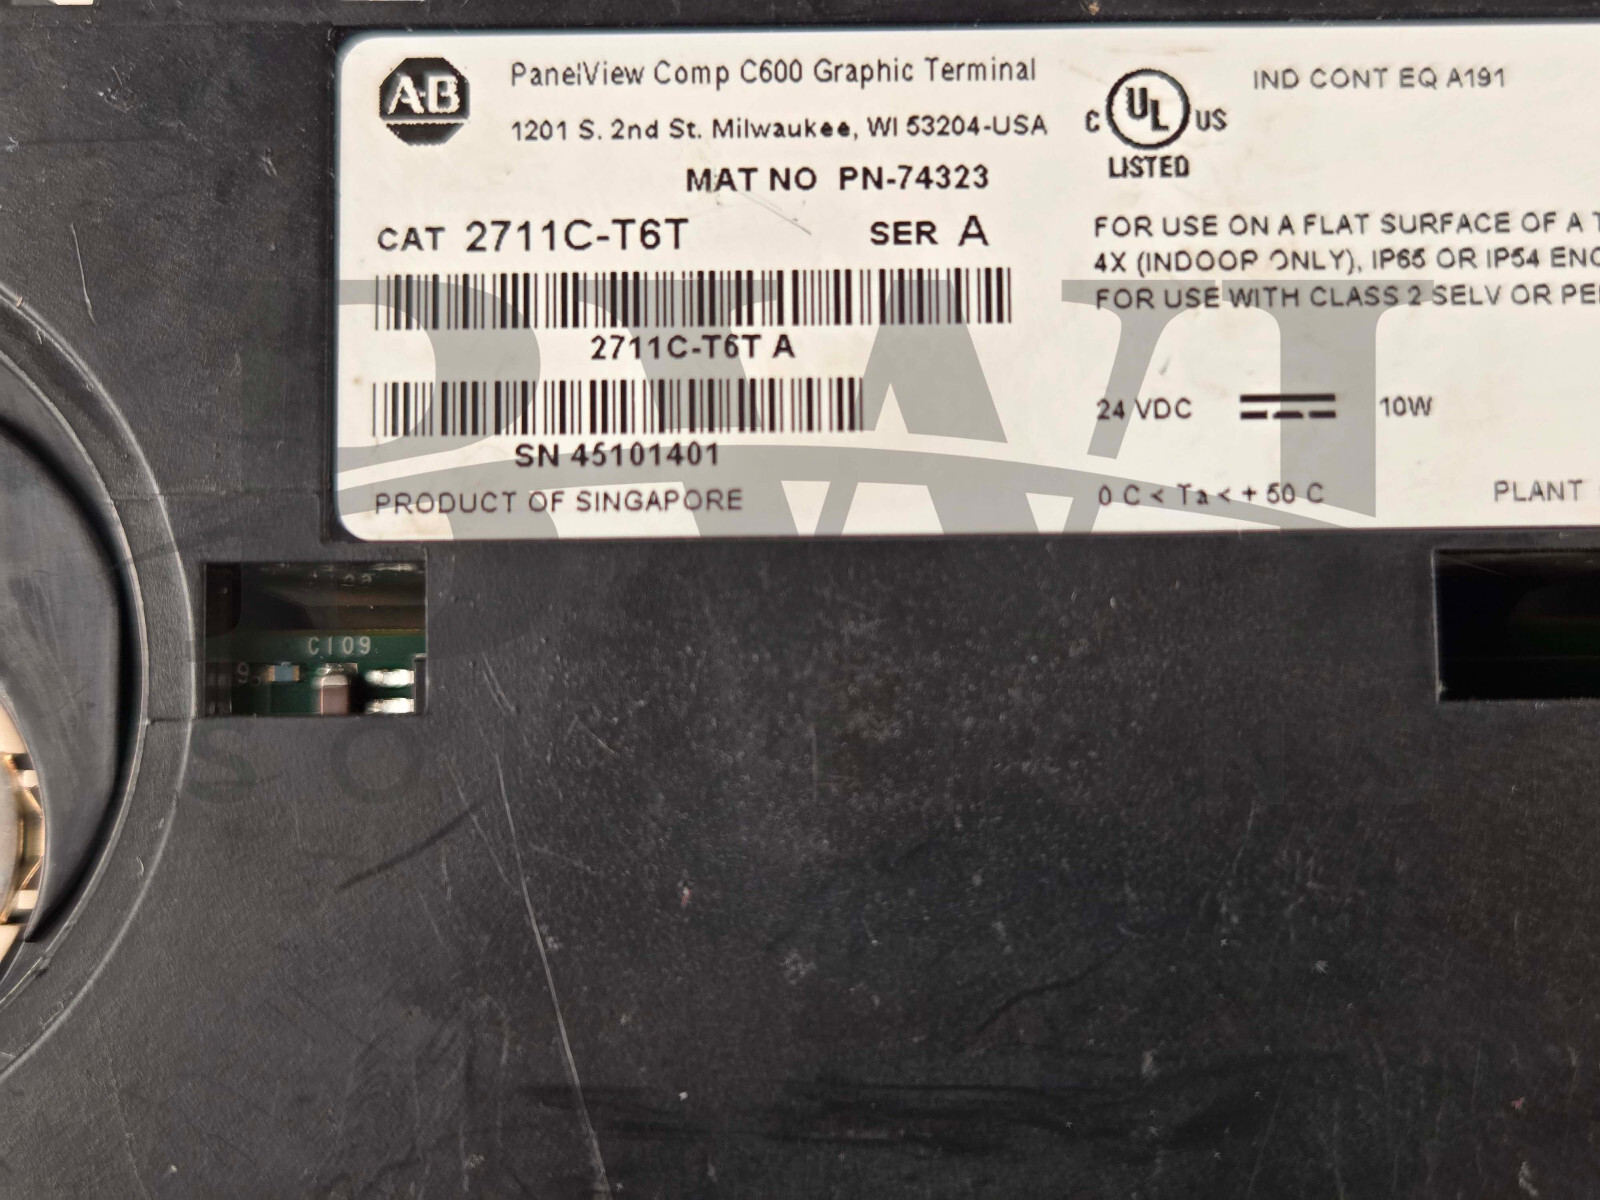 A-B
PanelView Comp C600 Graphic Terminal
1201 S. 2nd St. Milwaukee, WI 53204-USA
MAT NO PN-74323
CAT 2711C-T6T SER A
2711C-T6T A
SN 45101401
PRODUCT OF SINGAPORE
C UL US
LISTED
IND CONT EQ A191
FOR USE ON A FLAT SURFACE OF A
4X (INDOOR ONLY), IP65 OR IP54
FOR USE WITH CLASS 2 SELV OR
24 VDC 10W
0 C < Ta < + 50 C
PLANT
C109